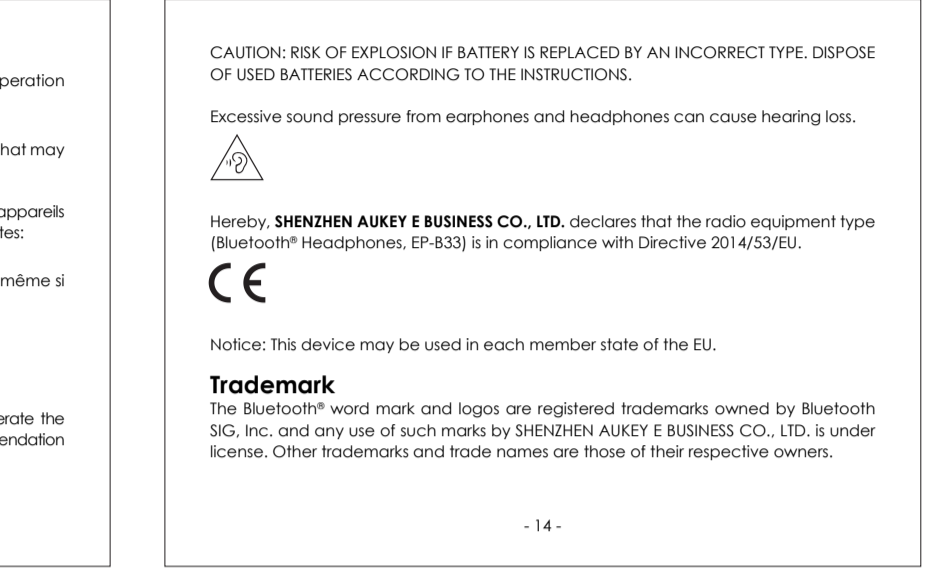 peration
hat may
appareils
tes:
même si
erate the
endation
CAUTION: RISK OF EXPLOSION IF BATTERY IS REPLACED BY AN INCORRECT TYPE. DISPOSE
OF USED BATTERIES ACCORDING TO THE INSTRUCTIONS.
Excessive sound pressure from earphones and headphones can cause hearing loss.
Hereby, SHENZHEN AUKEY E BUSINESS CO., LTD. declares that the radio equipment type
(Bluetooth® Headphones, EP-B33) is in compliance with Directive 2014/53/EU.
CE
Notice: This device may be used in each member state of the EU.
Trademark
The Bluetooth® word mark and logos are registered trademarks owned by Bluetooth
SIG, Inc. and any use of such marks by SHENZHEN AUKEY E BUSINESS CO., LTD. is under
license. Other trademarks and trade names are those of their respective owners.
- 14 -